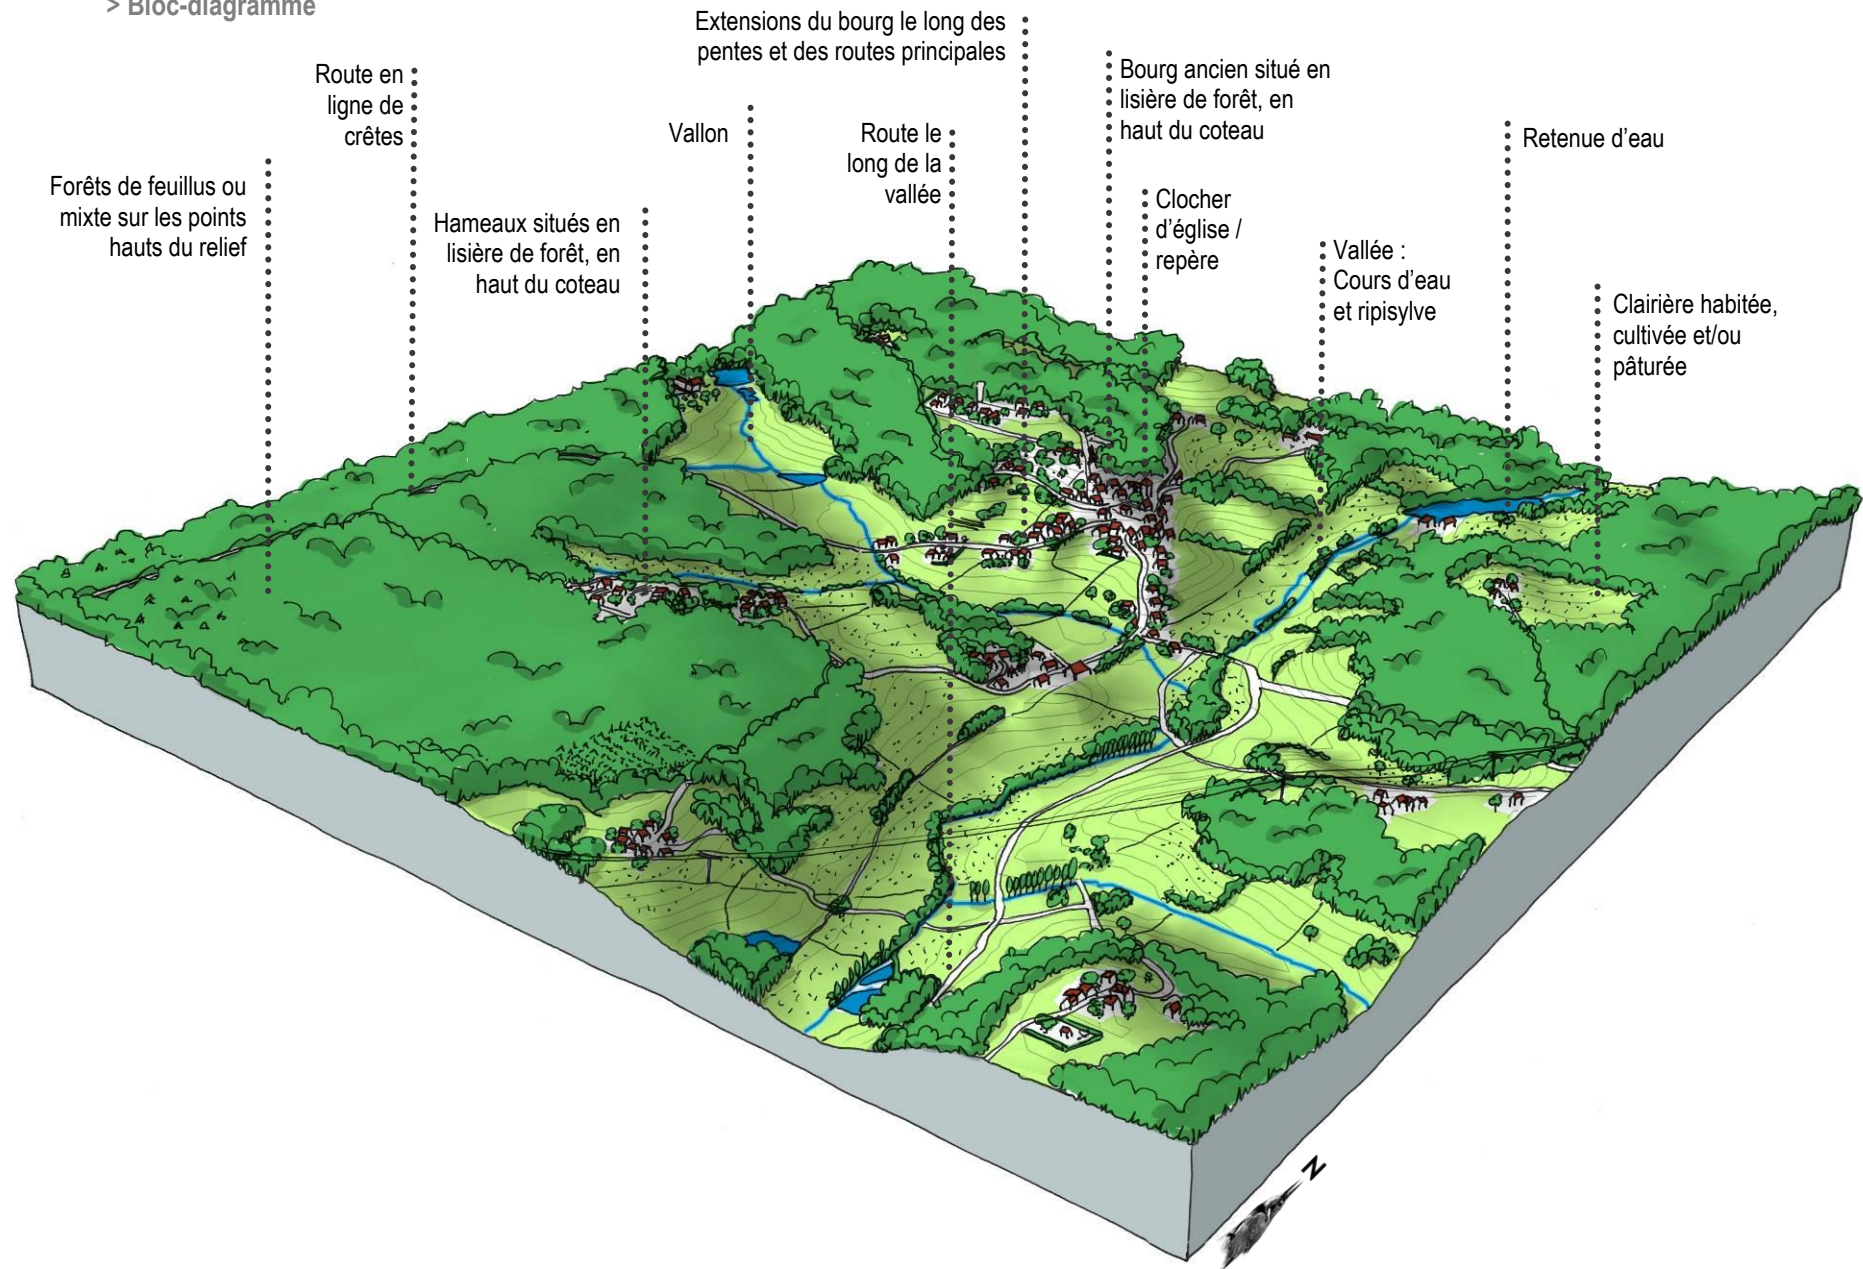 > Bloc-diagramme
Extensions du bourg le long des
pentes et des routes principales
Route en
ligne de
crêtes
Bourg ancien situé en
lisière de forêt, en
haut du coteau
Vallon
Route le
long de la
vallée
Retenue d’eau
Forêts de feuillus ou
mixte sur les points
hauts du relief
Hameaux situés en
lisière de forêt, en
haut du coteau
Clocher
d’église /
repère
Vallée :
Cours d’eau
et ripisylve
Clairière habitée,
cultivée et/ou
pâturée
N